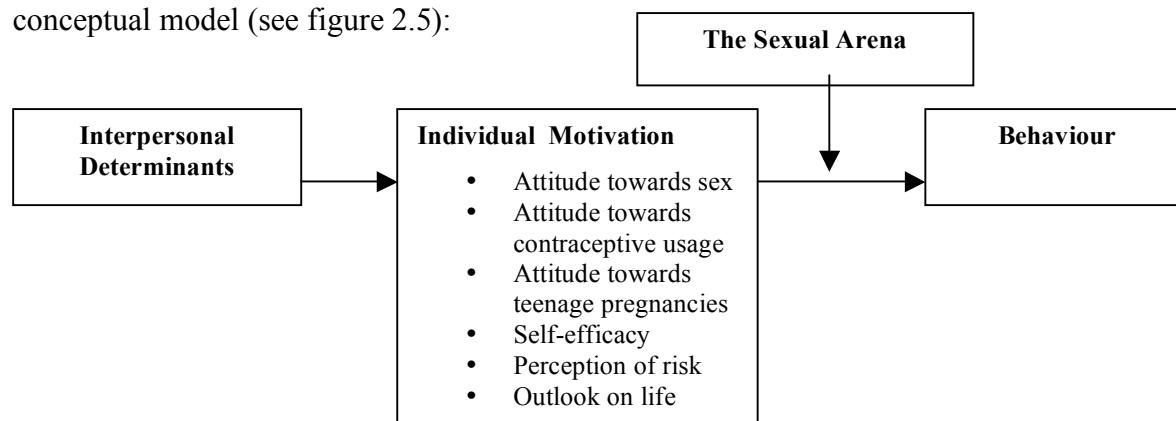 conceptual model (see figure 2.5):
The Sexual Arena
Interpersonal
Determinants
Individual Motivation
• Attitude towards sex
• Attitude towards
contraceptive usage
• Attitude towards
teenage pregnancies
• Self-efficacy
• Perception of risk
• Outlook on life
Behaviour